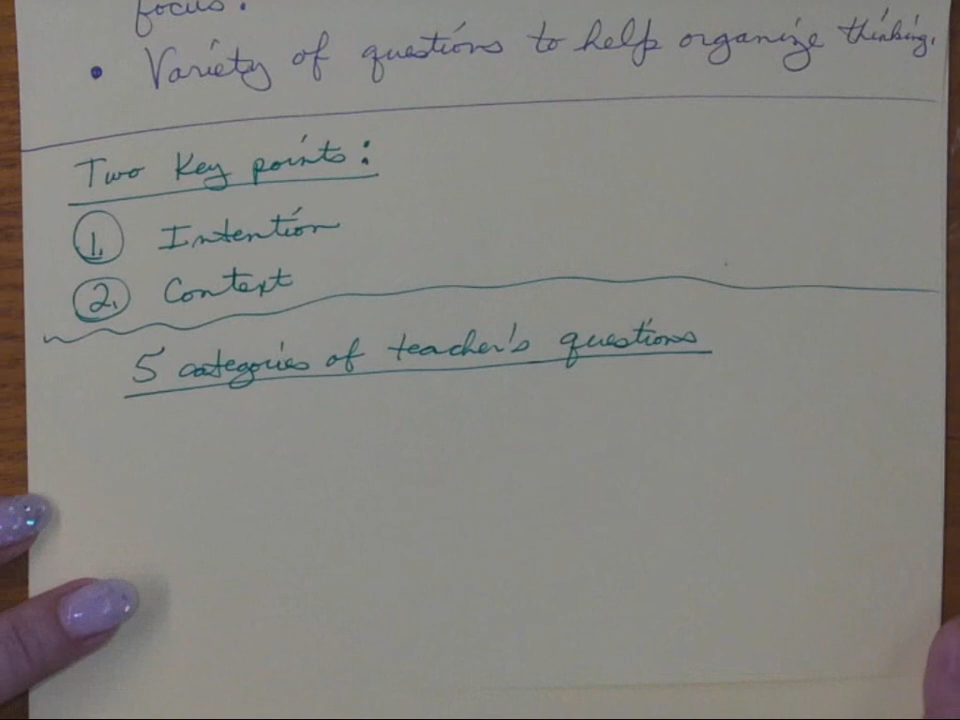 focus.
• Variety of questions to help organize thinking.
Two Key points:
1. Intention
2. Context
5 categories of teacher's questions